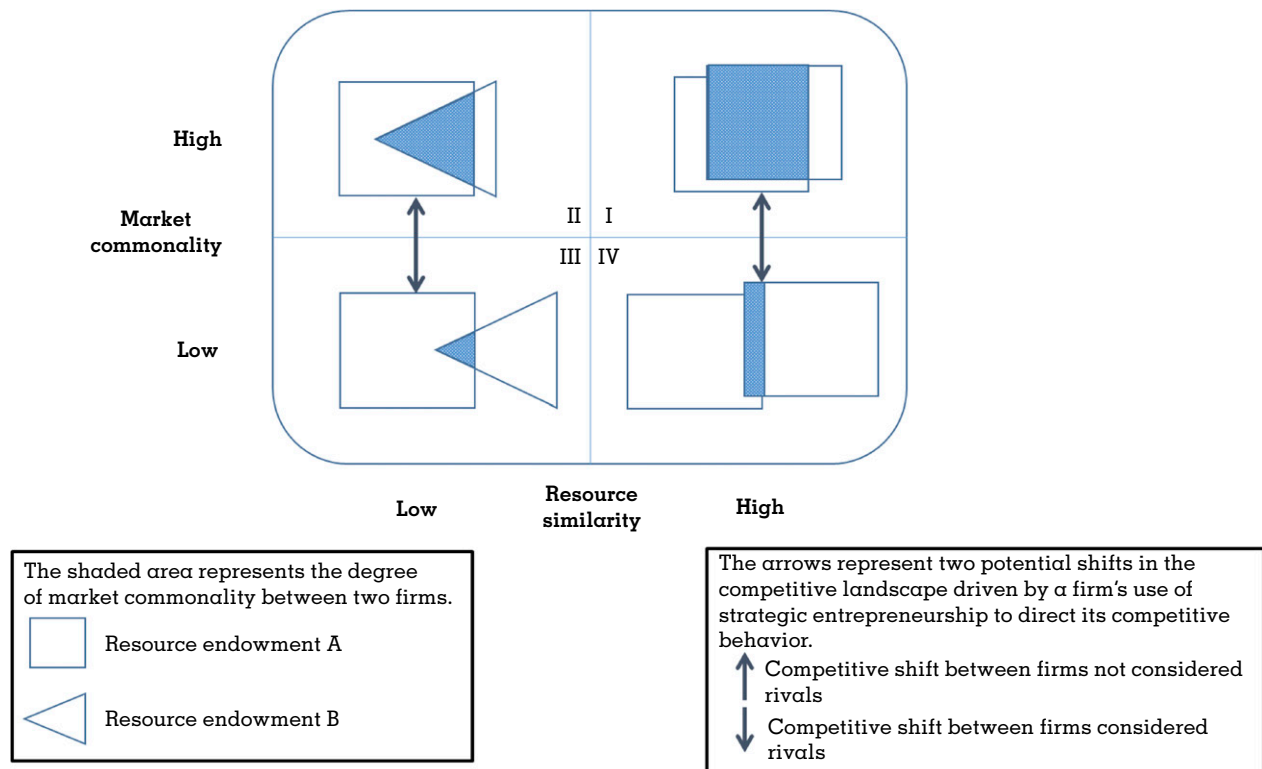 High
Market
commonality
II I
III IV
Low
Low
Resource
similarity
High
The shaded area represents the degree
of market commonality between two firms.
Resource endowment A
Resource endowment B
The arrows represent two potential shifts in the
competitive landscape driven by a firm's use of
strategic entrepreneurship to direct its competitive
behavior.
Competitive shift between firms not considered
rivals
Competitive shift between firms considered
rivals